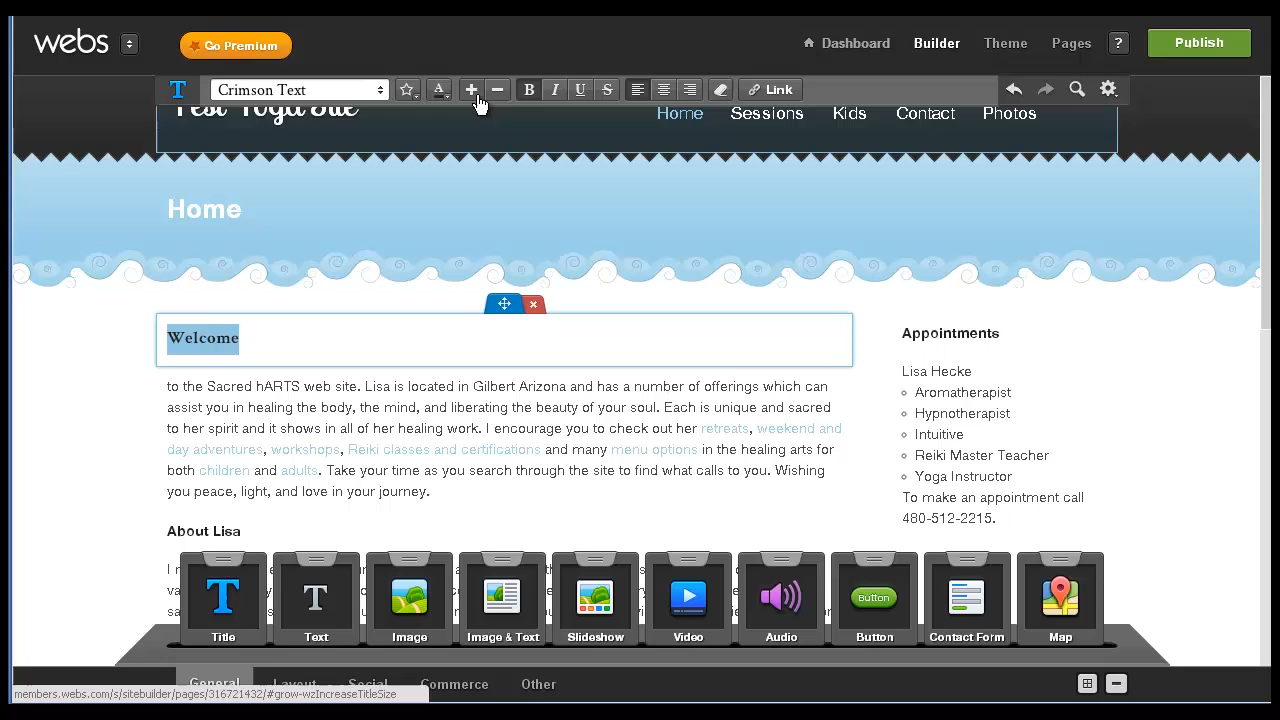 webs
Go Premium
Dashboard
Builder
Theme
Pages
?
Publish
T
Crimson Text
A
B
I
U
S
Link
Test Yoga Site
Home
Sessions
Kids
Contact
Photos
Home
Welcome
to the Sacred hARTS web site. Lisa is located in Gilbert Arizona and has a number of offerings which can
assist you in healing the body, the mind, and liberating the beauty of your soul. Each is unique and sacred
to her spirit and it shows in all of her healing work. I encourage you to check out her retreats, weekend and
day adventures, workshops, Reiki classes and certifications and many menu options in the healing arts for
both children and adults. Take your time as you search through the site to find what calls to you. Wishing
you peace, light, and love in your journey.
About Lisa
Appointments
Lisa Hecke
Aromatherapist
Hypnotherapist
Intuitive
Reiki Master Teacher
Yoga Instructor
To make an appointment call
480-512-2215.
T
T
Button
Title
Text
Image
Image & Text
Slideshow
Video
Audio
Button
Contact Form
Map
General
Layout
Social
Commerce
Other
members.webs.com/s/sitebuilder/pages/316721432/#grow-wzIncreaseTitleSize